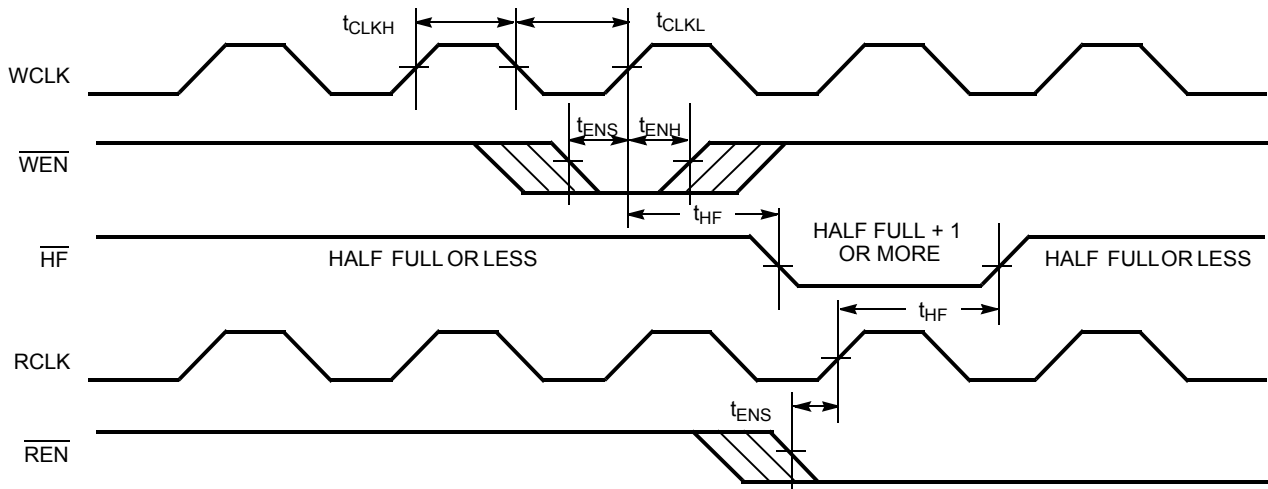 tCLKH
tCLKL
WCLK
tENS
tENH
WEN
tHF
HF
HALF FULL OR LESS
HALF FULL + 1
OR MORE
HALF FULL OR LESS
tHF
RCLK
tENS
REN